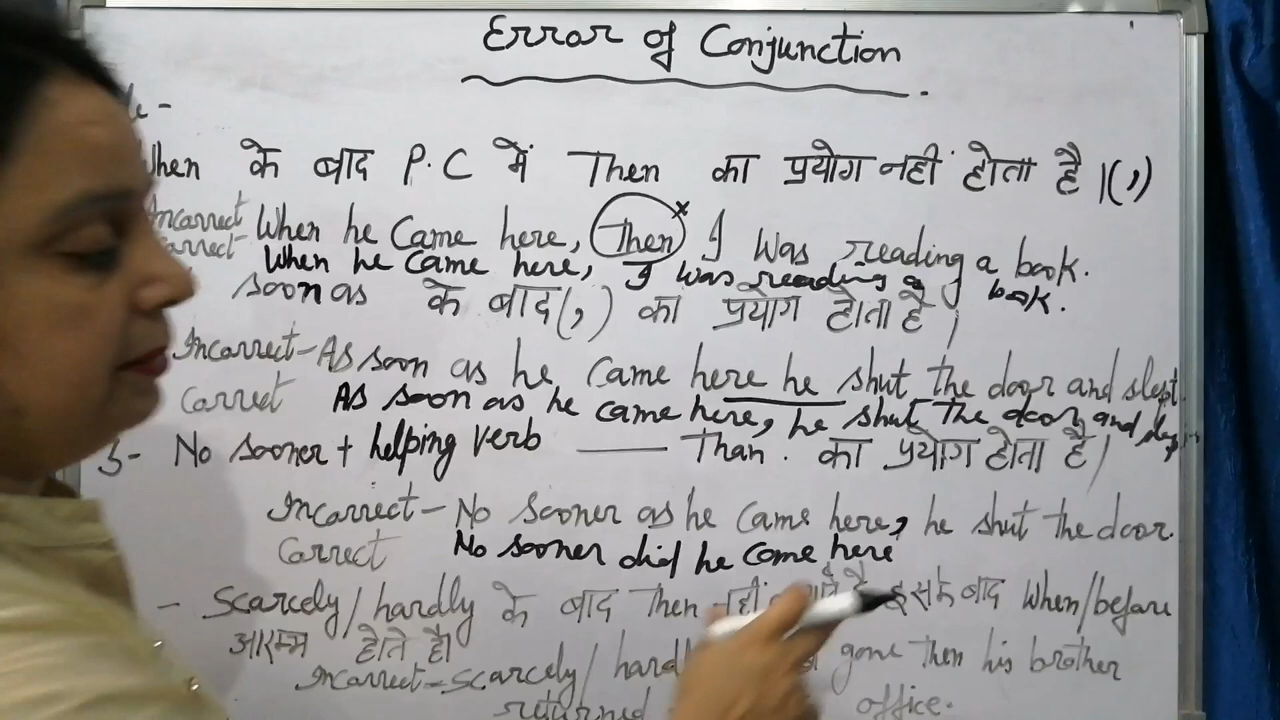 Error of Conjunction
When के बाद P.C में Then का प्रयोग नहीं होता है।(,)
Incorrect When he Came here, Then I Was reading a book.
Correct When he Came here, I was reading a book.
soon as के बाद(,) का प्रयोग होता है।
Incorrect-As soon as he Came here he shut the door and slept.
Correct As soon as he came here, he shut the door and
5- No sooner + helping verb —— Than. का प्रयोग होता है।
Incorrect-No Sooner as he Came here, he shut the door.
Correct No sooner did he come here
- Scarcely/hardly के बाद Then नहीं इसके बाद When/before
आरम्भ होते है।
Incorrect-scarcely/ gone Then his brother
returned office.